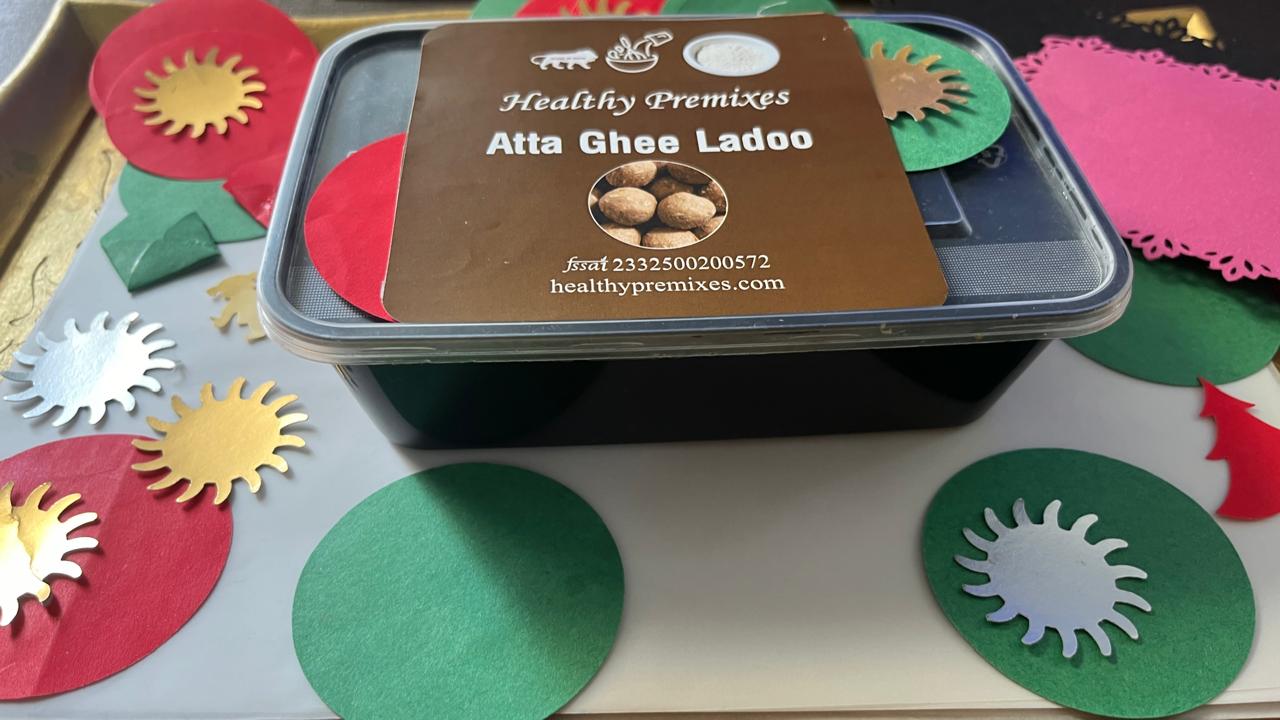 Healthy Premixes
Atta Ghee Ladoo
fssai 2332500200572
healthypremixes.com